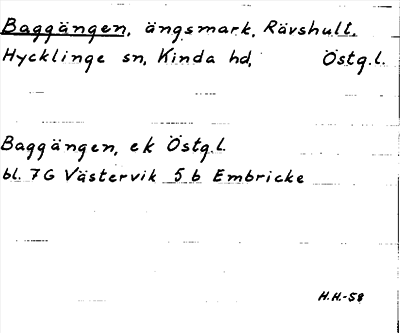 Baggängen, ängsmark, Rävshult,
Hycklinge sn, Kinda hd, Östg.l.
Baggängen, ek Östg.l.
bl. 7G Västervik 5 b Embricke
H.H.-58